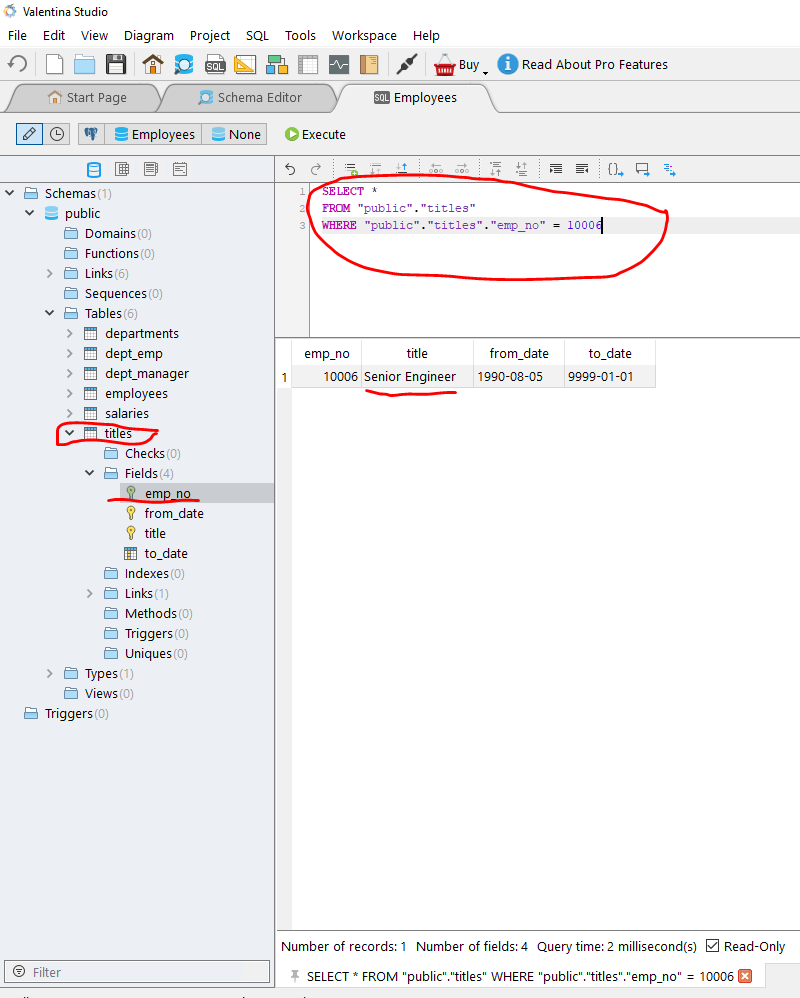 Valentina Studio
File Edit View Diagram Project SQL Tools Workspace Help
SQL Buy Read About Pro Features
Start Page Schema Editor SQL Employees
Employees None Execute
Schemas(1)
public
Domains(0)
Functions(0)
Links(6)
Sequences(0)
Tables(6)
departments
dept_emp
dept_manager
employees
salaries
titles
Checks(0)
Fields(4)
emp_no
from_date
title
to_date
Indexes(0)
Links(1)
Methods(0)
Triggers(0)
Uniques(0)
Types(1)
Views(0)
Triggers(0)
Filter
1 SELECT *
2 FROM "public"."titles"
3 WHERE "public"."titles"."emp_no" = 10006
emp_no title from_date to_date
1 10006 Senior Engineer 1990-08-05 9999-01-01
Number of records: 1 Number of fields: 4 Query time: 2 millisecond(s) Read-Only
SELECT * FROM "public"."titles" WHERE "public"."titles"."emp_no" = 10006